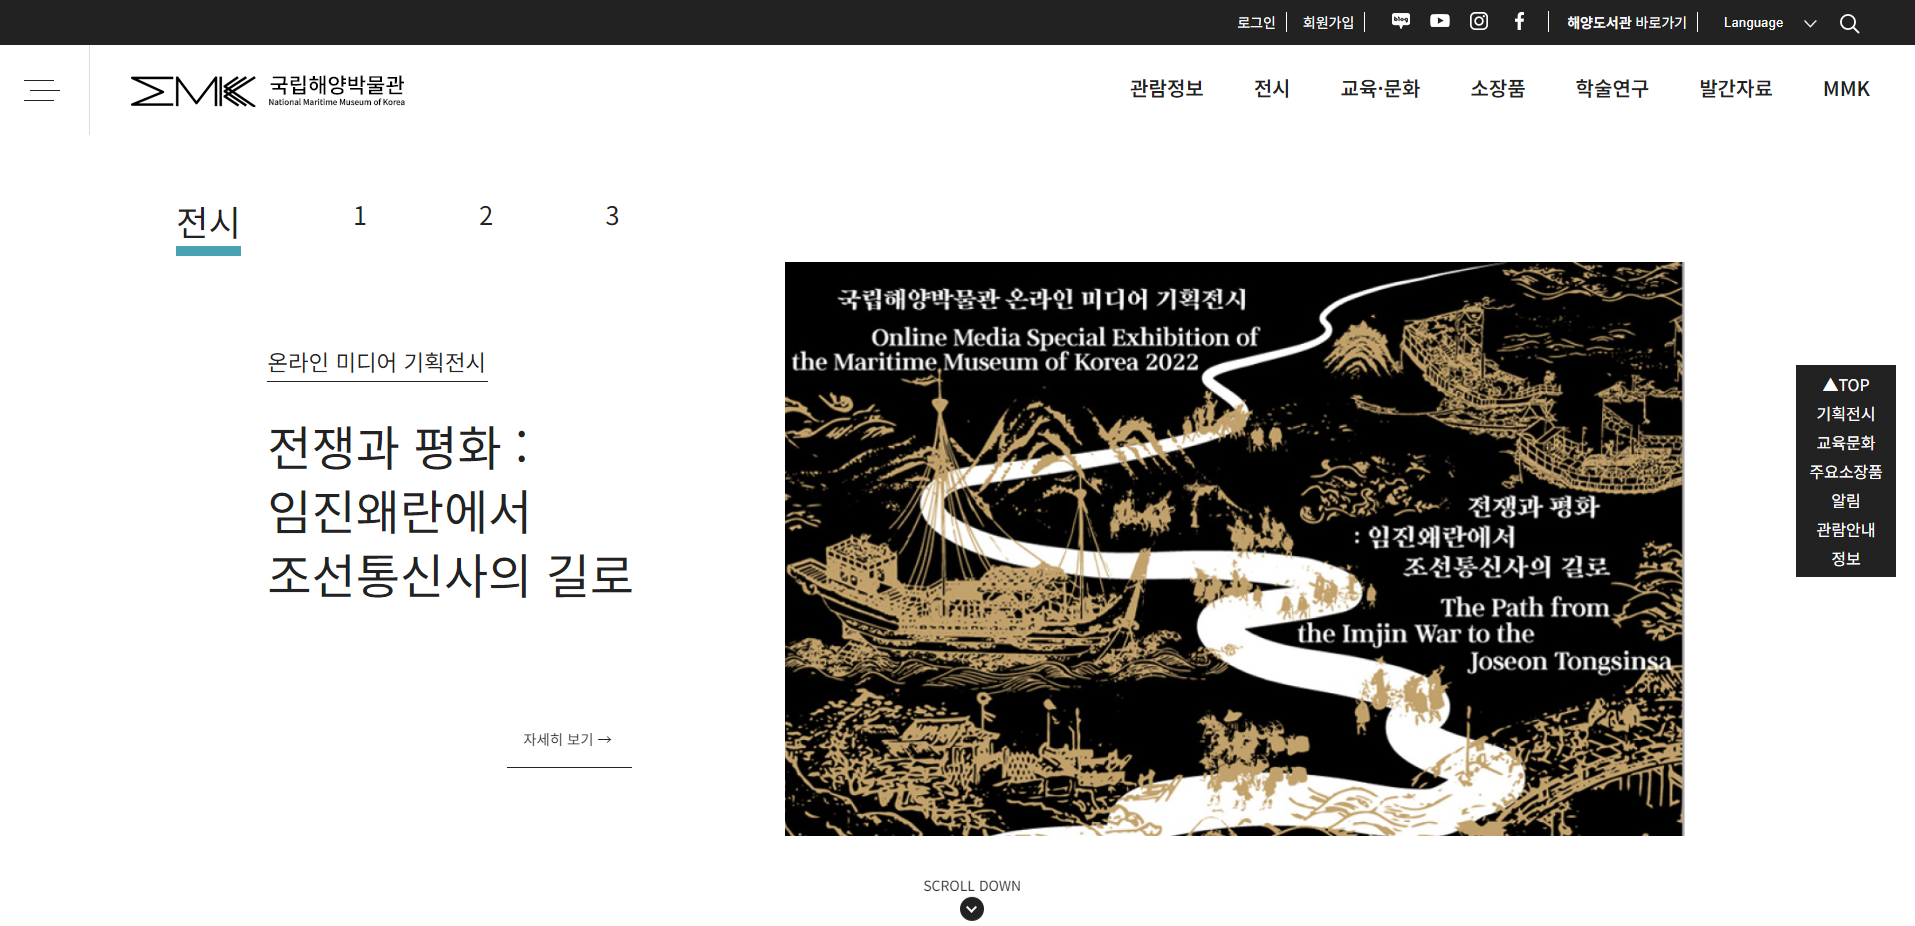 로그인
회원가입
blog
해양도서관 바로가기
Language
국립해양박물관
National Maritime Museum of Korea
관람정보
전시
교육·문화
소장품
학술연구
발간자료
MMK
전시
1
2
3
온라인 미디어 기획전시
전쟁과 평화 :
임진왜란에서
조선통신사의 길로
자세히 보기 →
국립해양박물관 온라인 미디어 기획전시
Online Media Special Exhibition of
the Maritime Museum of Korea 2022
전쟁과 평화
: 임진왜란에서
조선통신사의 길로
The Path from
the Imjin War to the
Joseon Tongsinsa
▲TOP
기획전시
교육문화
주요소장품
알림
관람안내
정보
SCROLL DOWN